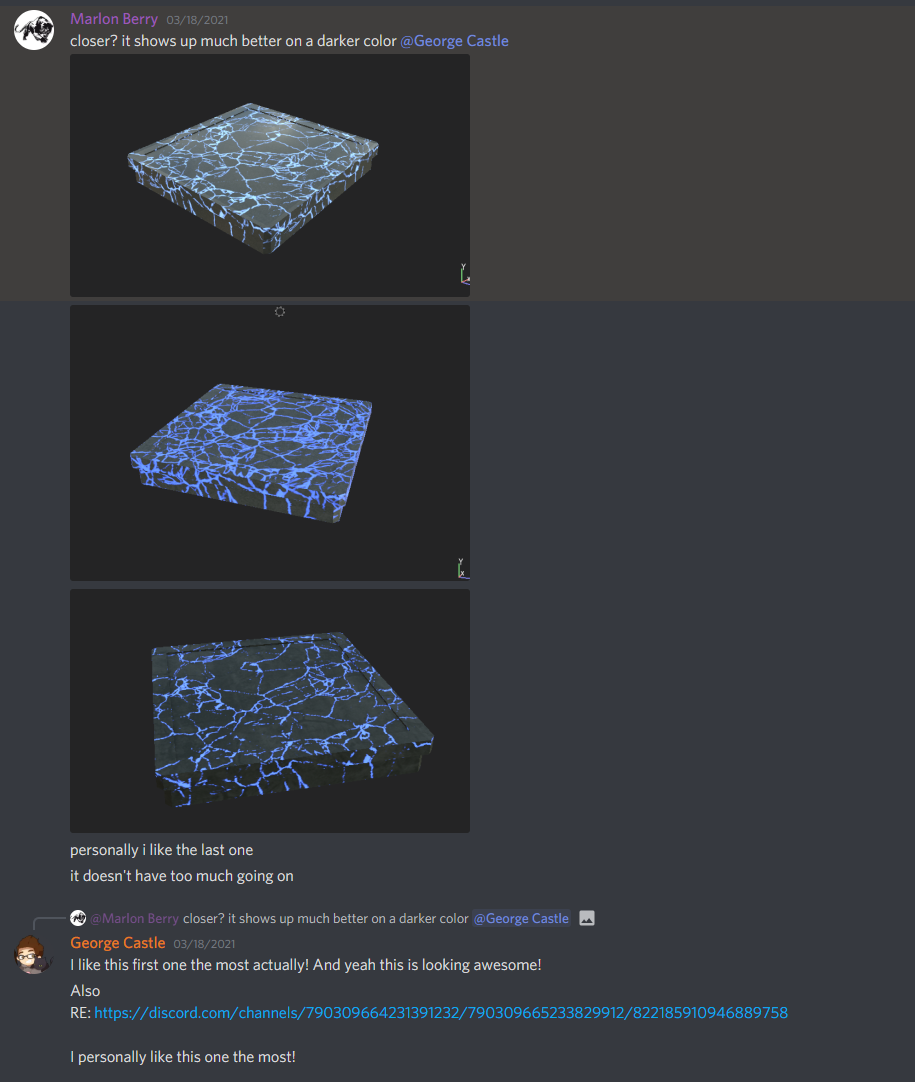 Marlon Berry 03/18/2021
closer? it shows up much better on a darker color @George Castle
Y
Y
x
personally i like the last one
it doesn't have too much going on
@Marlon Berry closer? it shows up much better on a darker color @George Castle
George Castle 03/18/2021
I like this first one the most actually! And yeah this is looking awesome!
Also
RE: https://discord.com/channels/790309664231391232/790309665233829912/822185910946889758
I personally like this one the most!